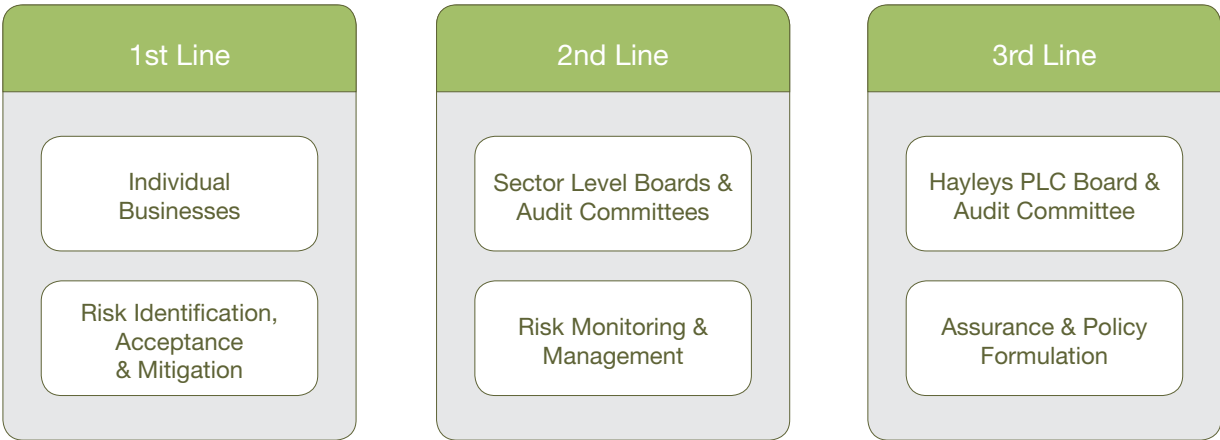 1st Line
Individual
Businesses
Risk Identification,
Acceptance
& Mitigation
2nd Line
Sector Level Boards &
Audit Committees
Risk Monitoring &
Management
3rd Line
Hayleys PLC Board &
Audit Committee
Assurance & Policy
Formulation